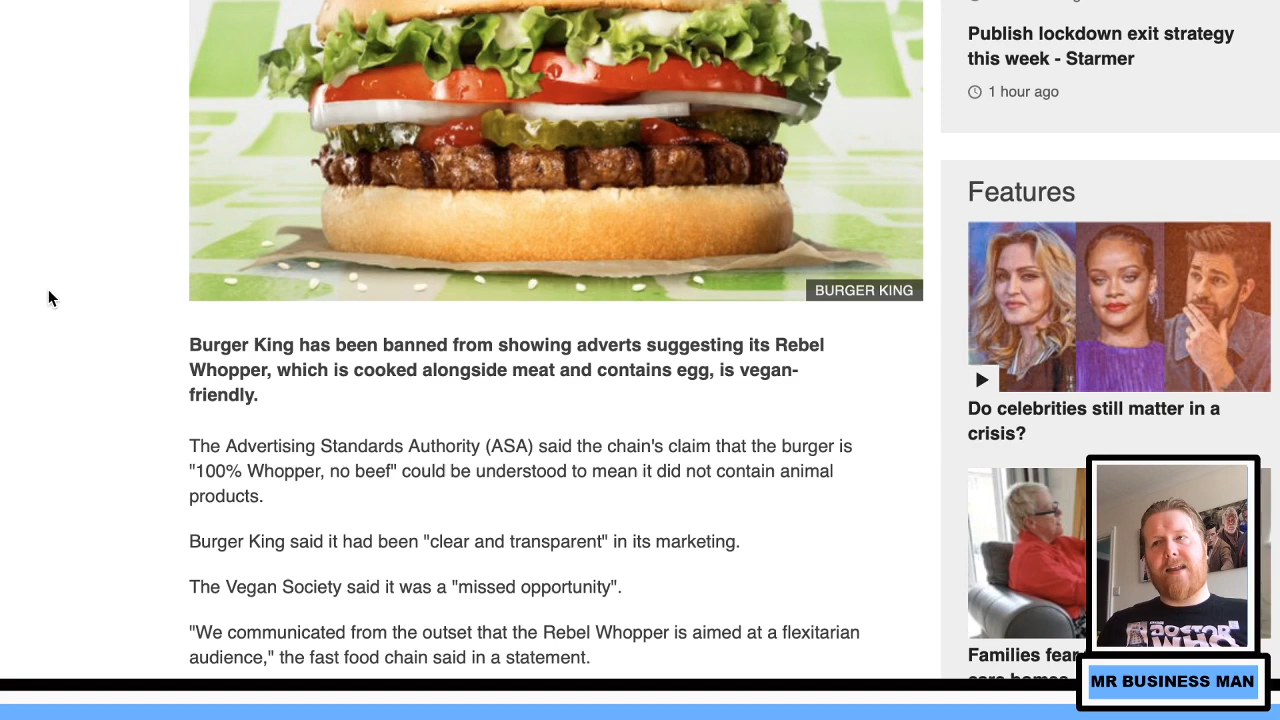 Publish lockdown exit strategy
this week - Starmer
1 hour ago
Features
BURGER KING
Burger King has been banned from showing adverts suggesting its Rebel
Whopper, which is cooked alongside meat and contains egg, is vegan-
friendly.
The Advertising Standards Authority (ASA) said the chain's claim that the burger is
"100% Whopper, no beef" could be understood to mean it did not contain animal
products.
Burger King said it had been "clear and transparent" in its marketing.
The Vegan Society said it was a "missed opportunity".
"We communicated from the outset that the Rebel Whopper is aimed at a flexitarian
audience," the fast food chain said in a statement.
Do celebrities still matter in a
crisis?
Families fear
care homes
DOCTOR
WHO
MR BUSINESS MAN